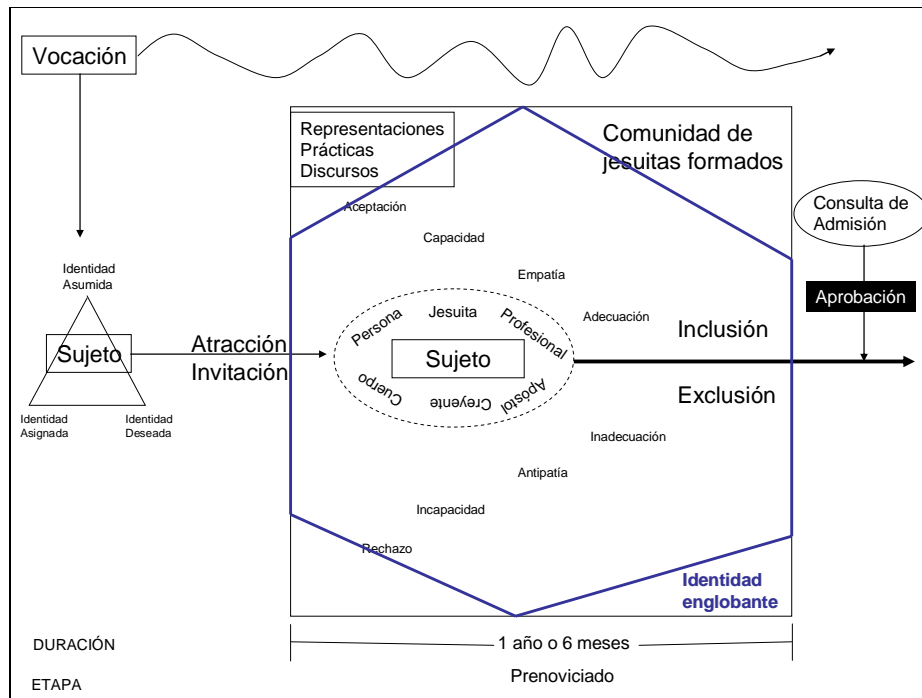 Vocación
Representaciones
Prácticas
Discursos
Comunidad de
jesuitas formados
Consulta de
Admisión
Aprobación
Aceptación
Capacidad
Empatía
Adecuación
Identidad
Asumida
Sujeto
Identidad
Asignada
Identidad
Deseada
Atracción
Invitación
Persona
Jesuita
Profesional
Sujeto
Cuerpo
Creyente
Apóstol
Inclusión
Exclusión
Inadecuación
Antipatía
Incapacidad
Rechazo
Identidad
englobante
DURACIÓN
1 año o 6 meses
ETAPA
Prenoviciado